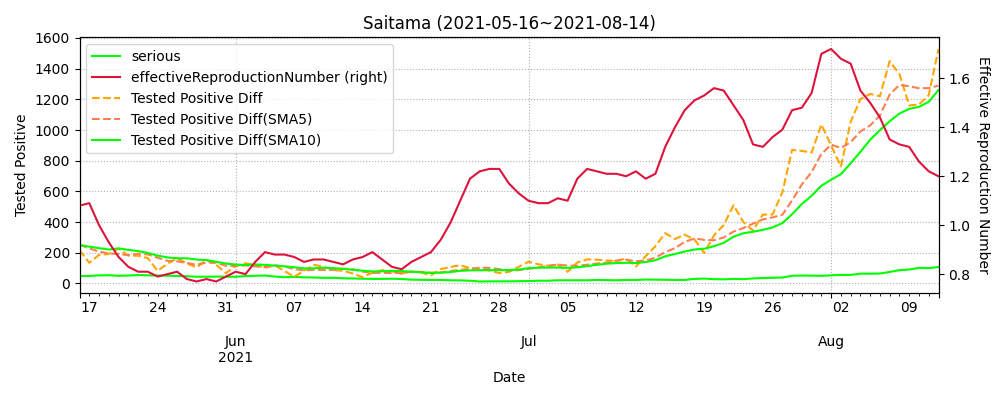 Saitama (2021-05-16~2021-08-14)
Tested Positive
1600
1400
1200
1000
800
600
400
200
0
serious
effectiveReproductionNumber (right)
Tested Positive Diff
Tested Positive Diff(SMA5)
Tested Positive Diff(SMA10)
1.6
1.4
1.2
1.0
0.8
Effective Reproduction Number
17 24 31 07 14 21 28 05 12 19 26 02 09
Jun Jul Aug
2021
Date